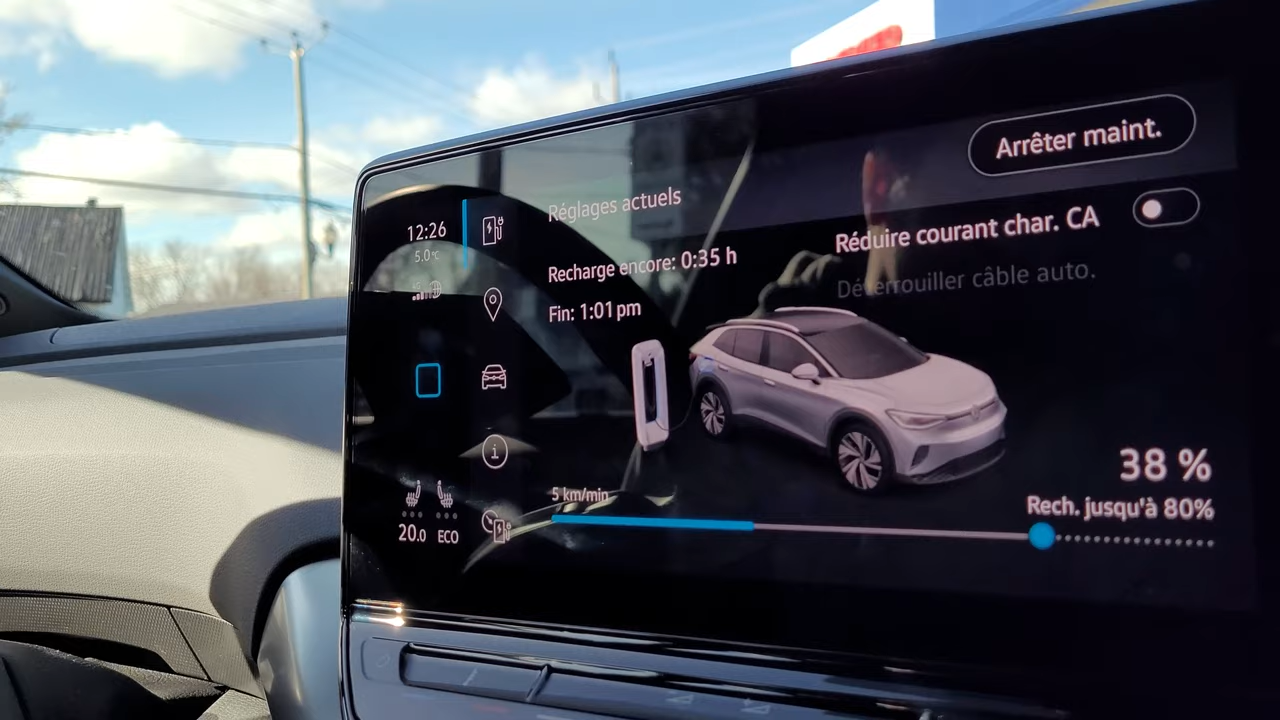 Arrêter maint.
Réglages actuels
12:26
5.0°C
Réduire courant char. CA
Recharge encore: 0:35 h
Déverrouiller câble auto.
Fin: 1:01 pm
38 %
5 km/min
Rech. jusqu'à 80%
20.0 ECO